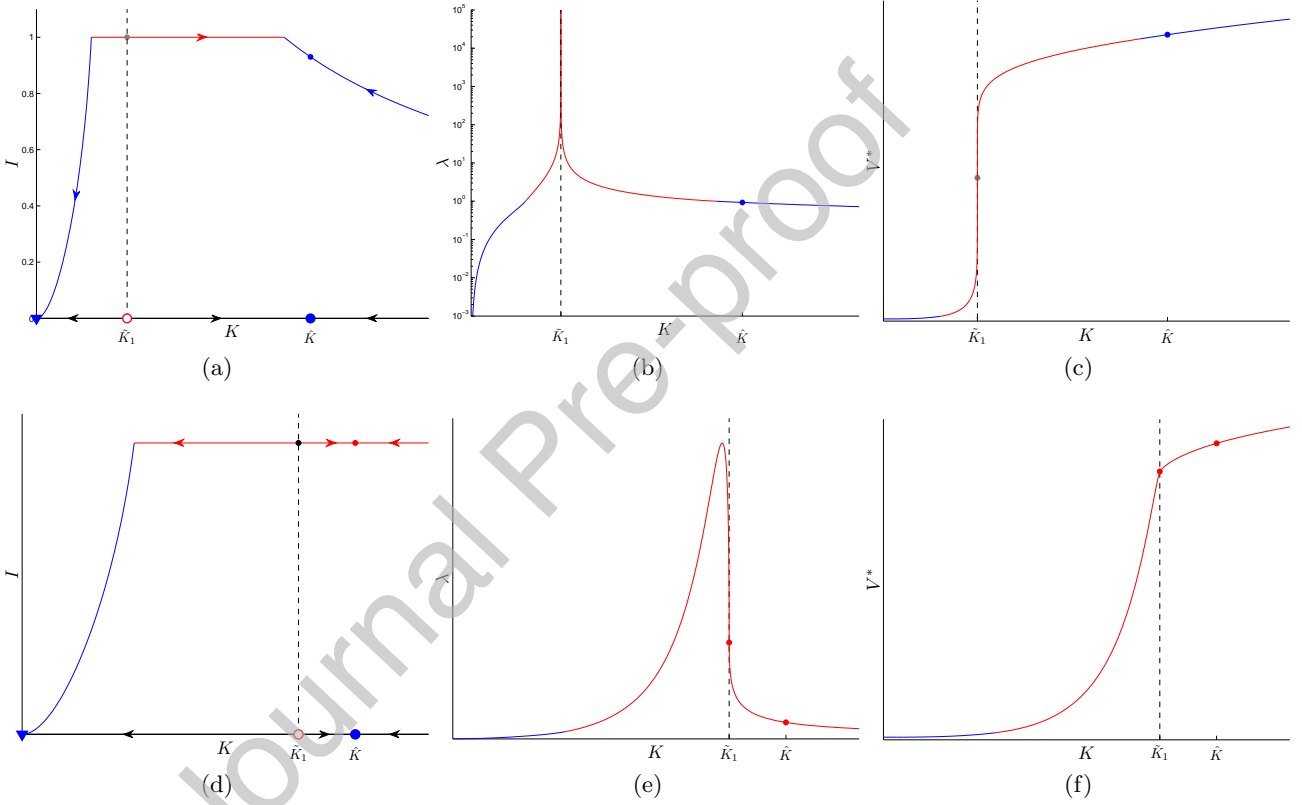 I
1
0.8
0.6
0.4
0.2
0
K̃₁
K
K̂
(a)
λ
10⁵
10⁴
10³
10²
10¹
10⁰
10⁻¹
10⁻²
10⁻³
K̃₁
K
K̂
(b)
V*
K̃₁
K
K̂
(c)
I
K
K̃₁
K̂
(d)
λ
K
K̃₁
K̂
(e)
V*
K
K̃₁
K̂
(f)
Journal Pre-proof